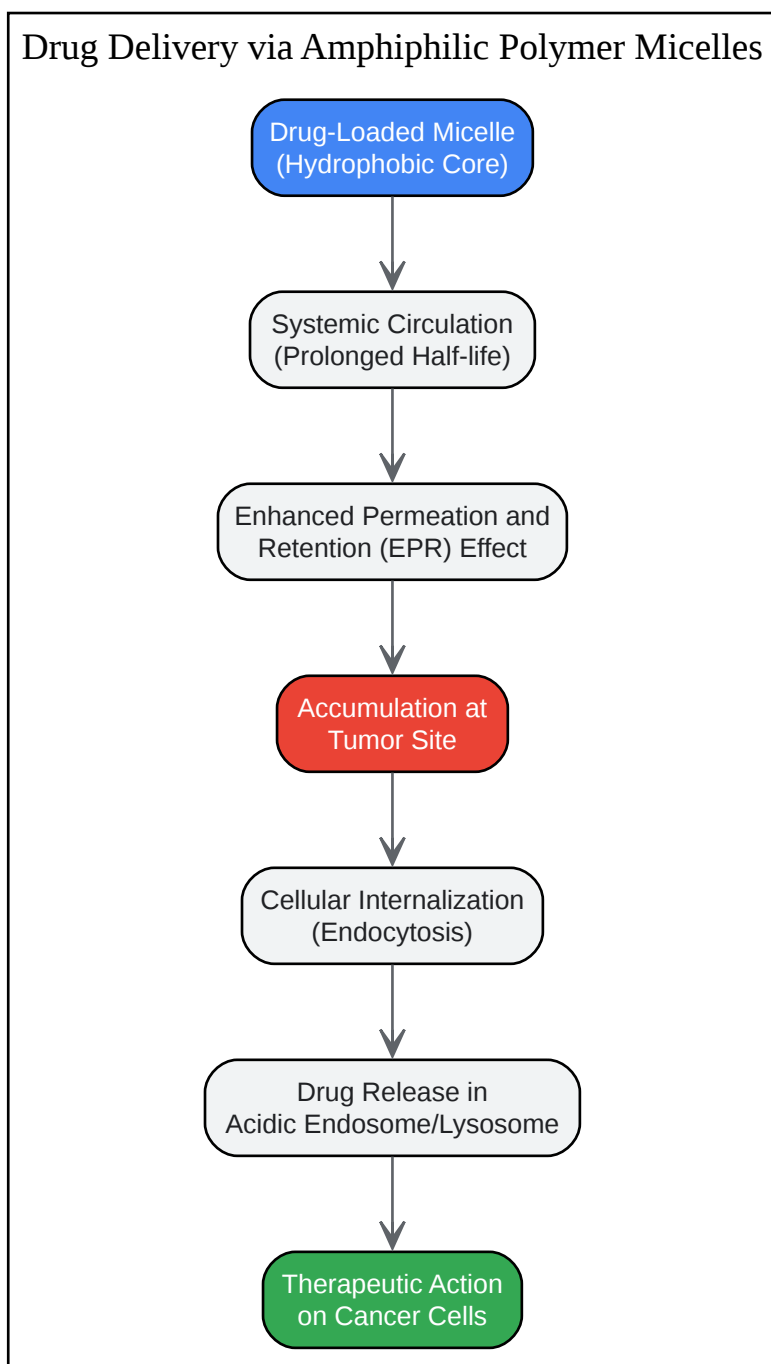 Drug Delivery via Amphiphilic Polymer Micelles
Drug-Loaded Micelle
(Hydrophobic Core)
Systemic Circulation
(Prolonged Half-life)
Enhanced Permeation and
Retention (EPR) Effect
Accumulation at
Tumor Site
Cellular Internalization
(Endocytosis)
Drug Release in
Acidic Endosome/Lysosome
Therapeutic Action
on Cancer Cells